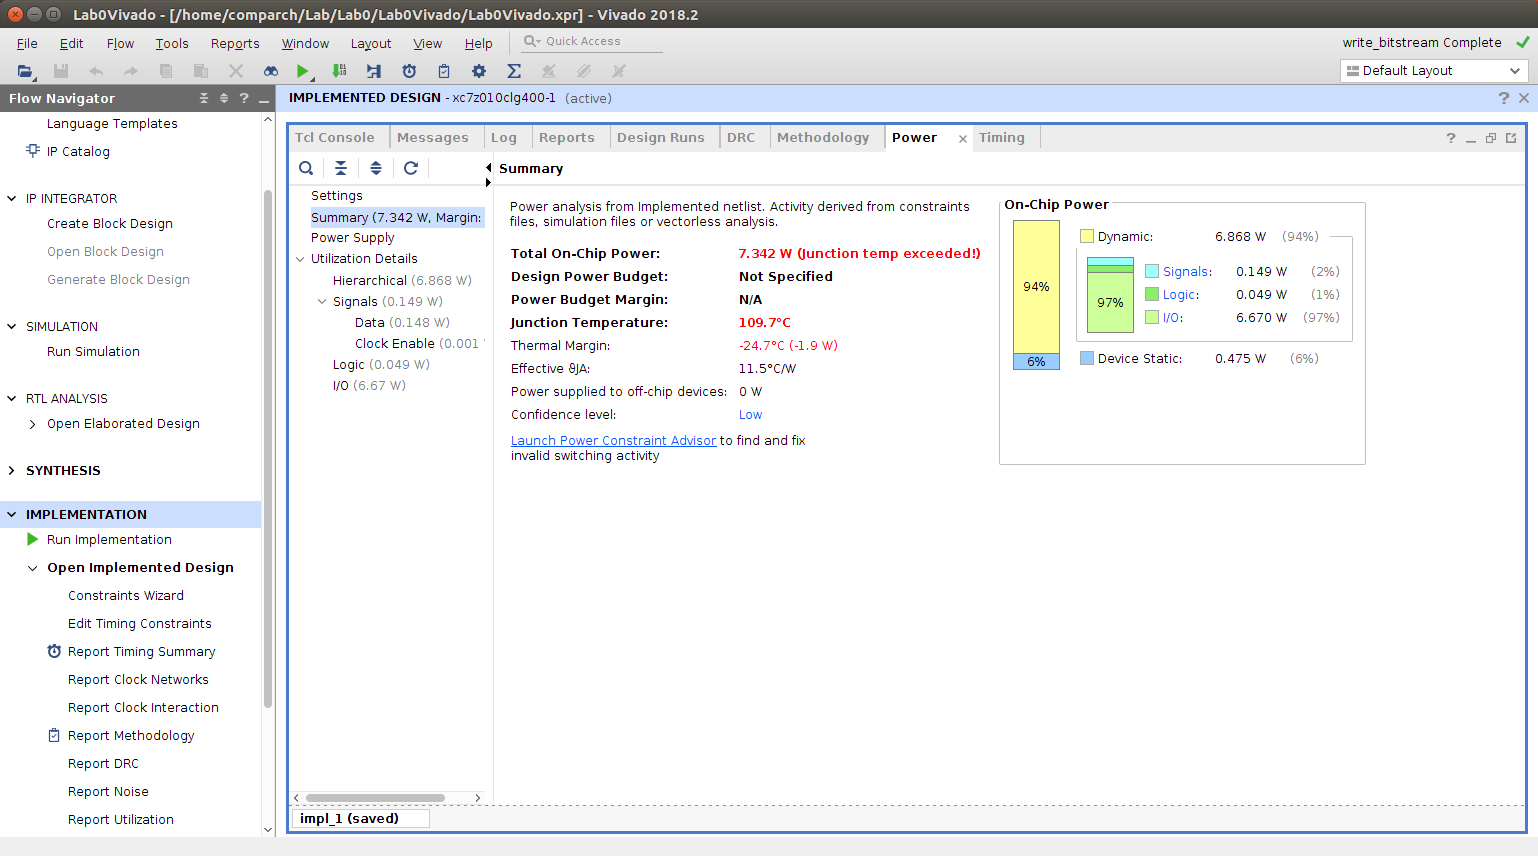 Lab0Vivado - [/home/comparch/Lab/Lab0/Lab0Vivado/Lab0Vivado.xpr] - Vivado 2018.2
File Edit Flow Tools Reports Window Layout View Help Quick Access
write_bitstream Complete
Default Layout
Flow Navigator
Language Templates
IP Catalog
IP INTEGRATOR
Create Block Design
Open Block Design
Generate Block Design
SIMULATION
Run Simulation
RTL ANALYSIS
Open Elaborated Design
SYNTHESIS
IMPLEMENTATION
Run Implementation
Open Implemented Design
Constraints Wizard
Edit Timing Constraints
Report Timing Summary
Report Clock Networks
Report Clock Interaction
Report Methodology
Report DRC
Report Noise
Report Utilization
IMPLEMENTED DESIGN - xc7z010clg400-1 (active)
Tcl Console Messages Log Reports Design Runs DRC Methodology Power Timing
Settings
Summary (7.342 W, Margin:
Power Supply
Utilization Details
Hierarchical (6.868 W)
Signals (0.149 W)
Data (0.148 W)
Clock Enable (0.001
Logic (0.049 W)
I/O (6.67 W)
Summary
Power analysis from Implemented netlist. Activity derived from constraints
files, simulation files or vectorless analysis.
Total On-Chip Power: 7.342 W (Junction temp exceeded!)
Design Power Budget: Not Specified
Power Budget Margin: N/A
Junction Temperature: 109.7°C
Thermal Margin: -24.7°C (-1.9 W)
Effective ϑJA: 11.5°C/W
Power supplied to off-chip devices: 0 W
Confidence level: Low
Launch Power Constraint Advisor to find and fix
invalid switching activity
On-Chip Power
94%
6%
Dynamic: 6.868 W (94%)
97%
Signals: 0.149 W (2%)
Logic: 0.049 W (1%)
I/O: 6.670 W (97%)
Device Static: 0.475 W (6%)
impl_1 (saved)